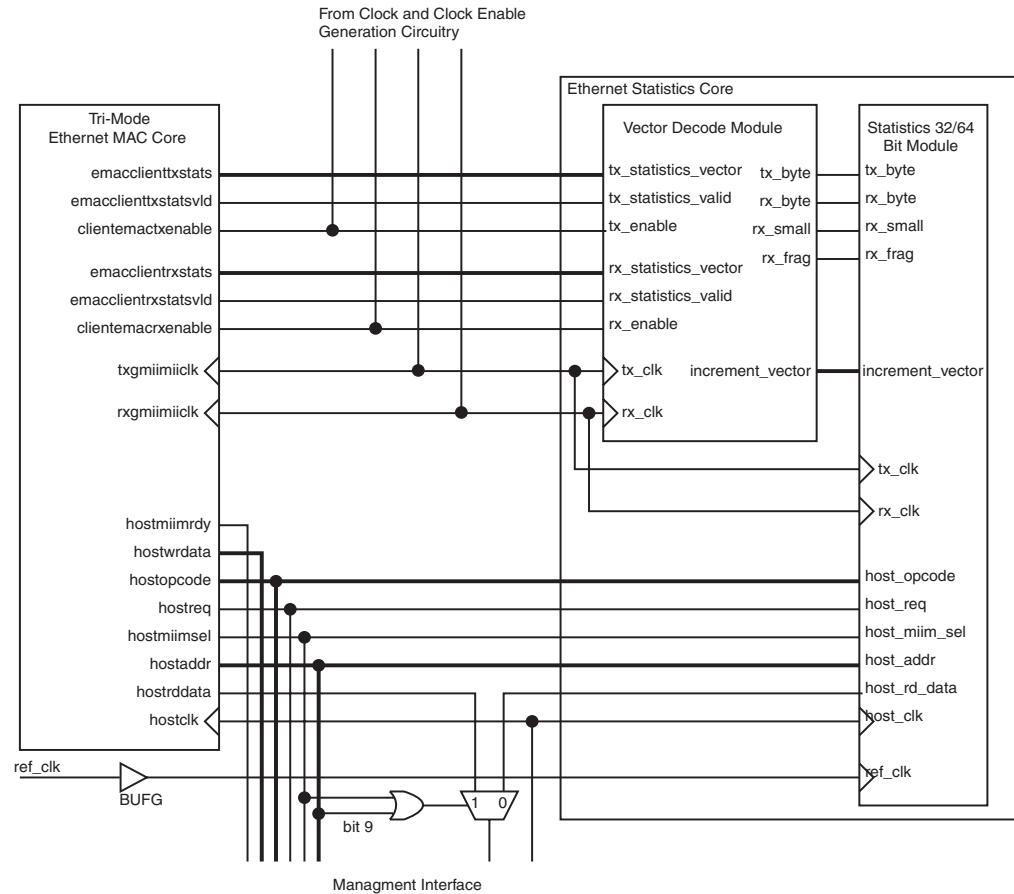 From Clock and Clock Enable
Generation Circuitry
Ethernet Statistics Core
Tri-Mode
Ethernet MAC Core
Vector Decode Module
Statistics 32/64
Bit Module
emacclienttxstats
tx_statistics_vector
tx_byte
tx_byte
emacclienttxstatsvld
tx_statistics_valid
rx_byte
rx_byte
clientemactxenable
tx_enable
rx_small
rx_small
emacclientrxstats
rx_statistics_vector
rx_frag
rx_frag
emacclientrxstatsvld
rx_statistics_valid
clientemacrxenable
rx_enable
txgmiimiiclk
tx_clk
increment_vector
increment_vector
rxgmiimiiclk
rx_clk
tx_clk
rx_clk
hostmiimrdy
hostwrdata
hostopcode
host_opcode
hostreq
host_req
hostmiimsel
host_miim_sel
hostaddr
host_addr
hostrddata
host_rd_data
hostclk
host_clk
ref_clk
ref_clk
BUFG
1 0
bit 9
Managment Interface